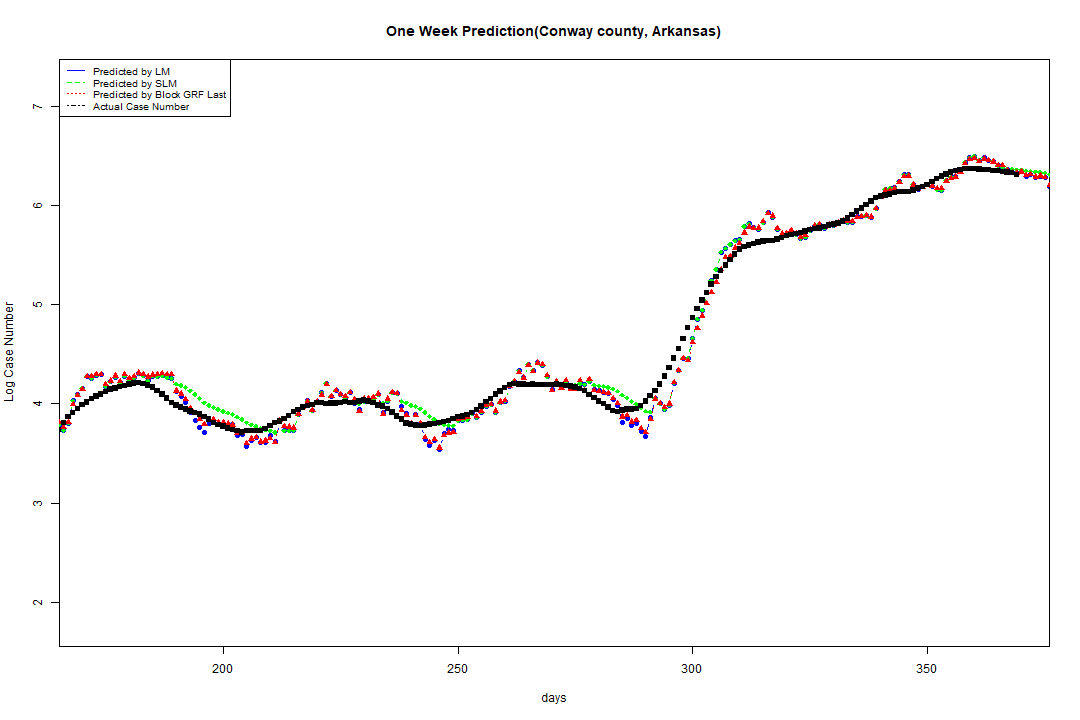 One Week Prediction(Conway county, Arkansas)
Predicted by LM
Predicted by SLM
Predicted by Block GRF Last
Actual Case Number
7
6
5
4
3
2
Log Case Number
200 250 300 350
days